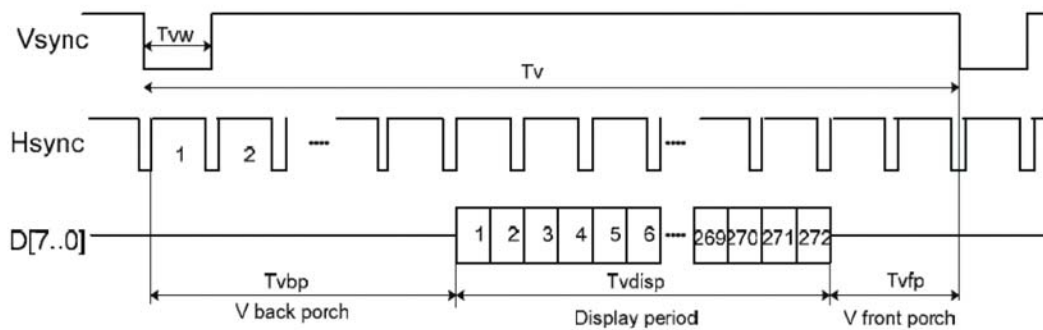 Vsync
Tvw
Tv
Hsync
1 2 ....
....
D[7..0]
1 2 3 4 5 6 .... 269 270 271 272
Tvbp Tvdisp Tvfp
V back porch Display period V front porch